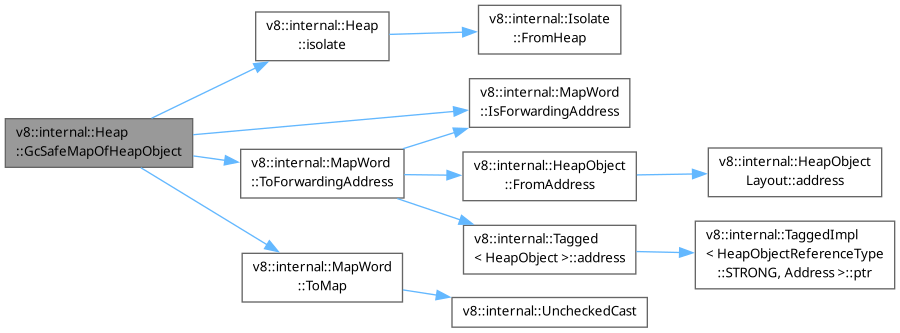 v8::internal::Heap
::GcSafeMapOfHeapObject
v8::internal::Heap
::isolate
v8::internal::Isolate
::FromHeap
v8::internal::MapWord
::IsForwardingAddress
v8::internal::MapWord
::ToForwardingAddress
v8::internal::HeapObject
::FromAddress
v8::internal::HeapObject
Layout::address
v8::internal::Tagged
< HeapObject >::address
v8::internal::TaggedImpl
< HeapObjectReferenceType
::STRONG, Address >::ptr
v8::internal::MapWord
::ToMap
v8::internal::UncheckedCast